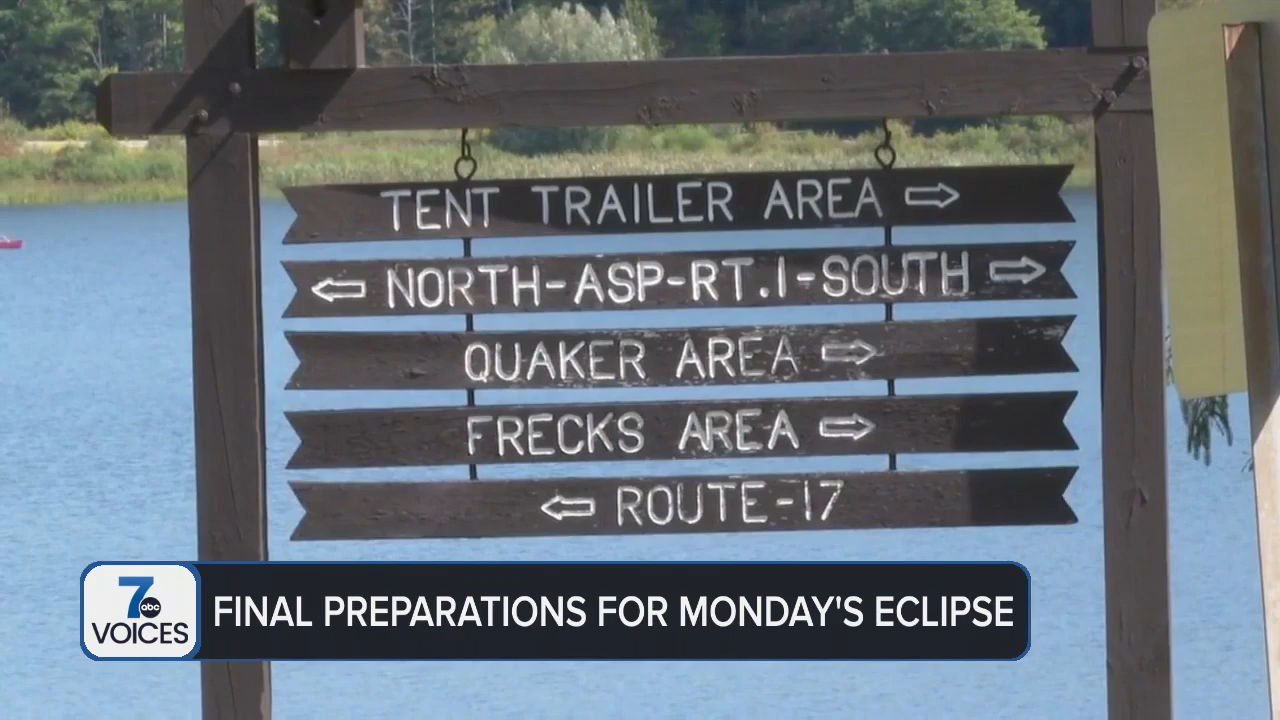 TENT TRAILER AREA ⇨
⇦ NORTH-ASP-RT.1-SOUTH ⇨
QUAKER AREA ⇨
FRECKS AREA ⇨
⇦ ROUTE-17
7 abc
VOICES
FINAL PREPARATIONS FOR MONDAY'S ECLIPSE